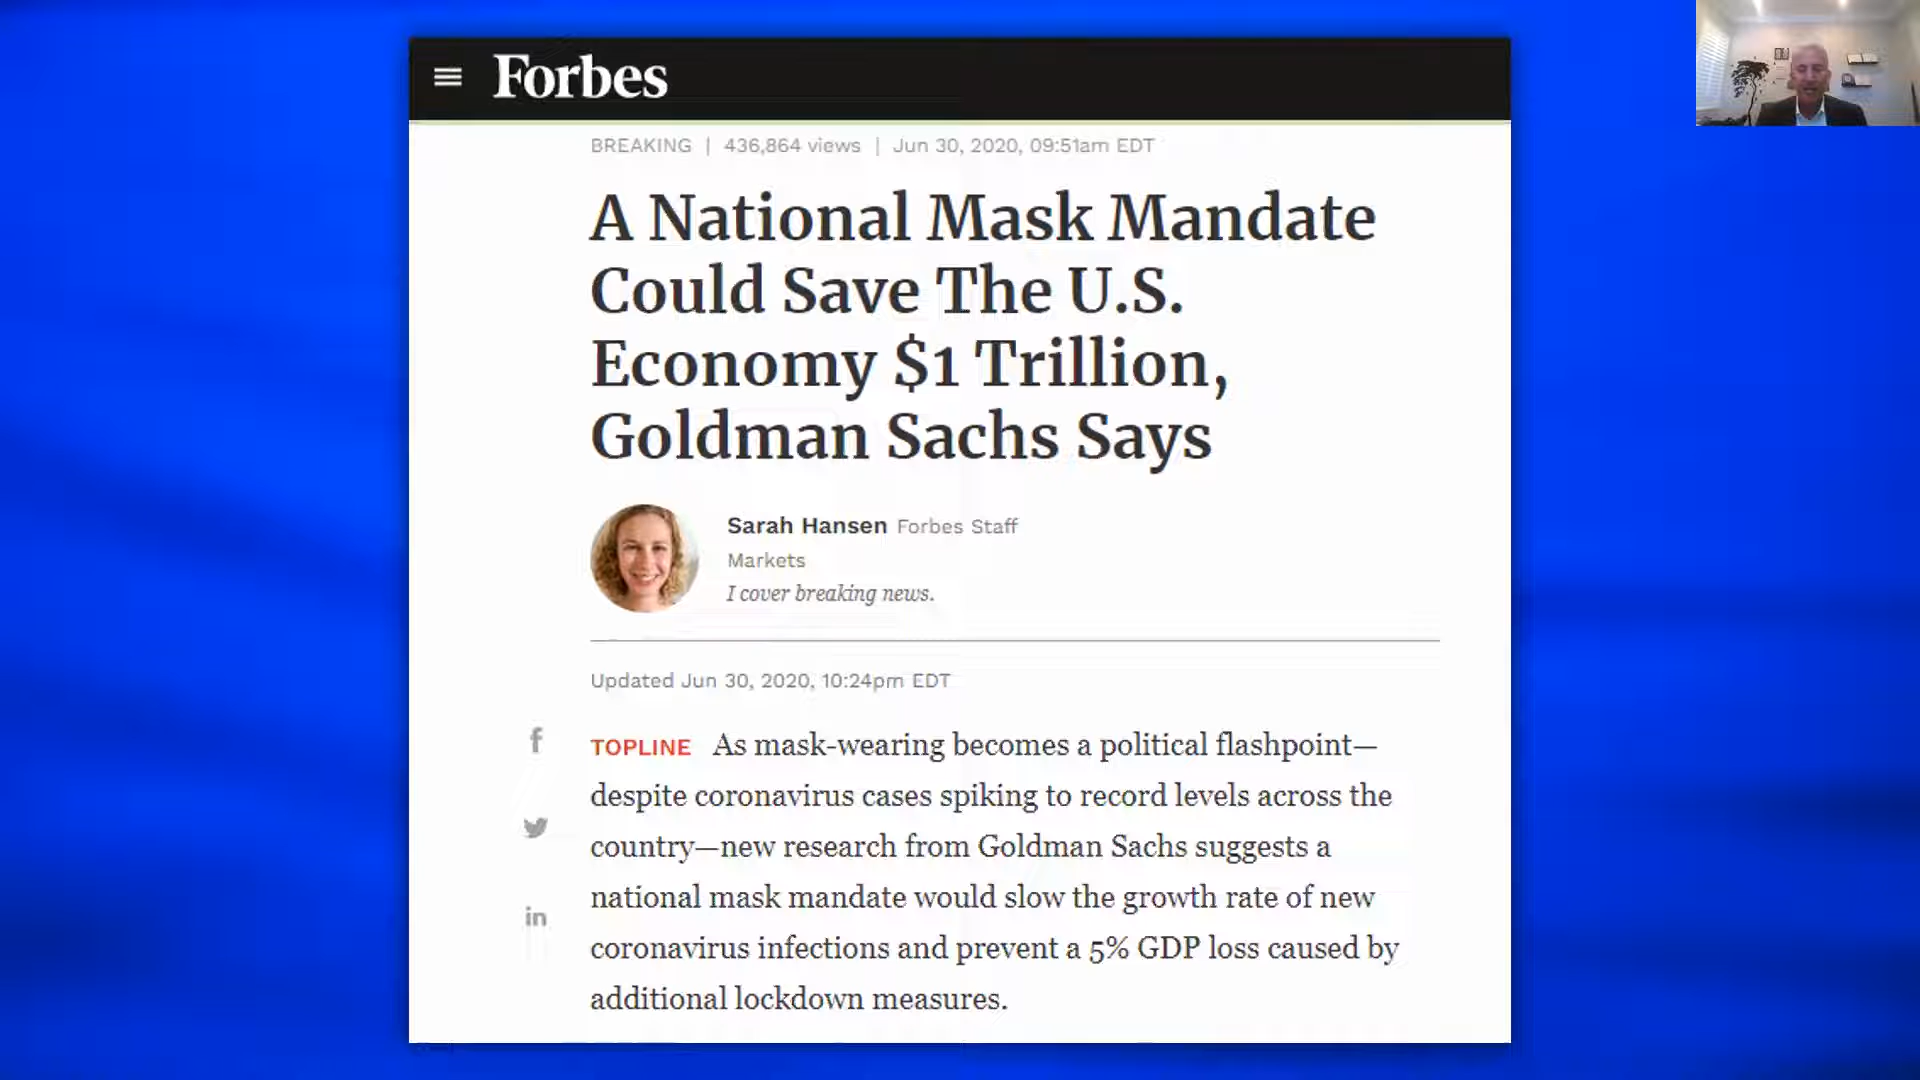 Forbes
BREAKING | 436,864 views | Jun 30, 2020, 09:51am EDT
A National Mask Mandate
Could Save The U.S.
Economy $1 Trillion,
Goldman Sachs Says
Sarah Hansen Forbes Staff
Markets
I cover breaking news.
Updated Jun 30, 2020, 10:24pm EDT
TOPLINE As mask-wearing becomes a political flashpoint—
despite coronavirus cases spiking to record levels across the
country—new research from Goldman Sachs suggests a
national mask mandate would slow the growth rate of new
coronavirus infections and prevent a 5% GDP loss caused by
additional lockdown measures.